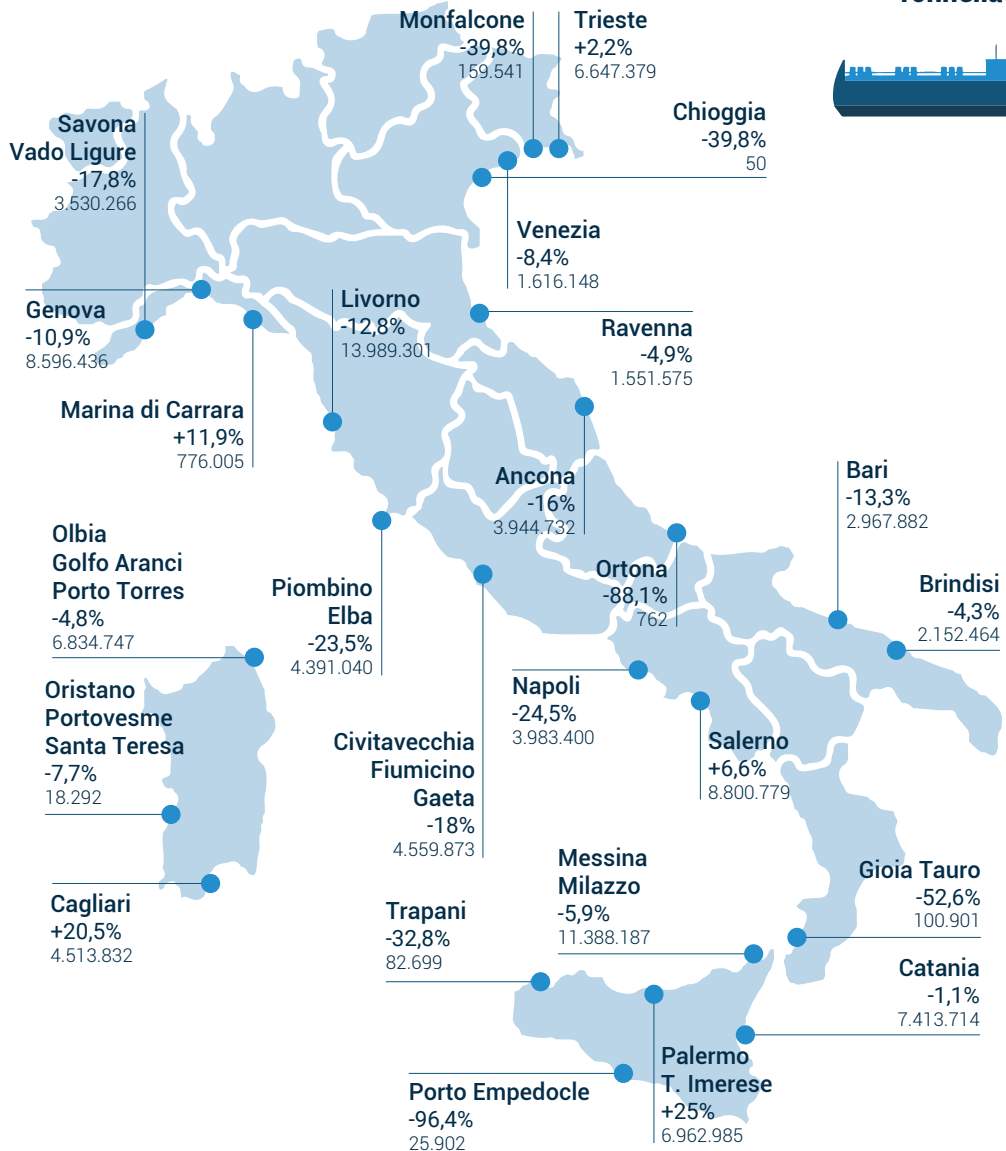 Tonnella
Monfalcone
-39,8%
159.541
Trieste
+2,2%
6.647.379
Chioggia
-39,8%
50
Savona
Vado Ligure
-17,8%
3.530.266
Venezia
-8,4%
1.616.148
Genova
-10,9%
8.596.436
Livorno
-12,8%
13.989.301
Ravenna
-4,9%
1.551.575
Marina di Carrara
+11,9%
776.005
Ancona
-16%
3.944.732
Bari
-13,3%
2.967.882
Olbia
Golfo Aranci
Porto Torres
-4,8%
6.834.747
Piombino
Elba
-23,5%
4.391.040
Ortona
-88,1%
762
Brindisi
-4,3%
2.152.464
Oristano
Portovesme
Santa Teresa
-7,7%
18.292
Napoli
-24,5%
3.983.400
Civitavecchia
Fiumicino
Gaeta
-18%
4.559.873
Salerno
+6,6%
8.800.779
Cagliari
+20,5%
4.513.832
Trapani
-32,8%
82.699
Messina
Milazzo
-5,9%
11.388.187
Gioia Tauro
-52,6%
100.901
Catania
-1,1%
7.413.714
Porto Empedocle
-96,4%
25.902
Palermo
T. Imerese
+25%
6.962.985